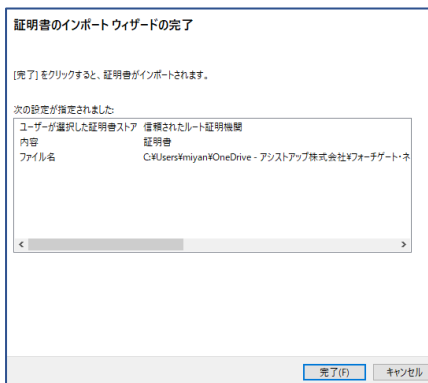 証明書のインポート ウィザードの完了
[完了] をクリックすると、証明書がインポートされます。
次の設定が指定されました:
ユーザーが選択した証明書ストア 信頼されたルート証明機関
内容 証明書
ファイル名 C:¥Users¥miyan¥OneDrive - アシストアップ株式会社¥フォーチゲート・ネ
完了(F) キャンセル